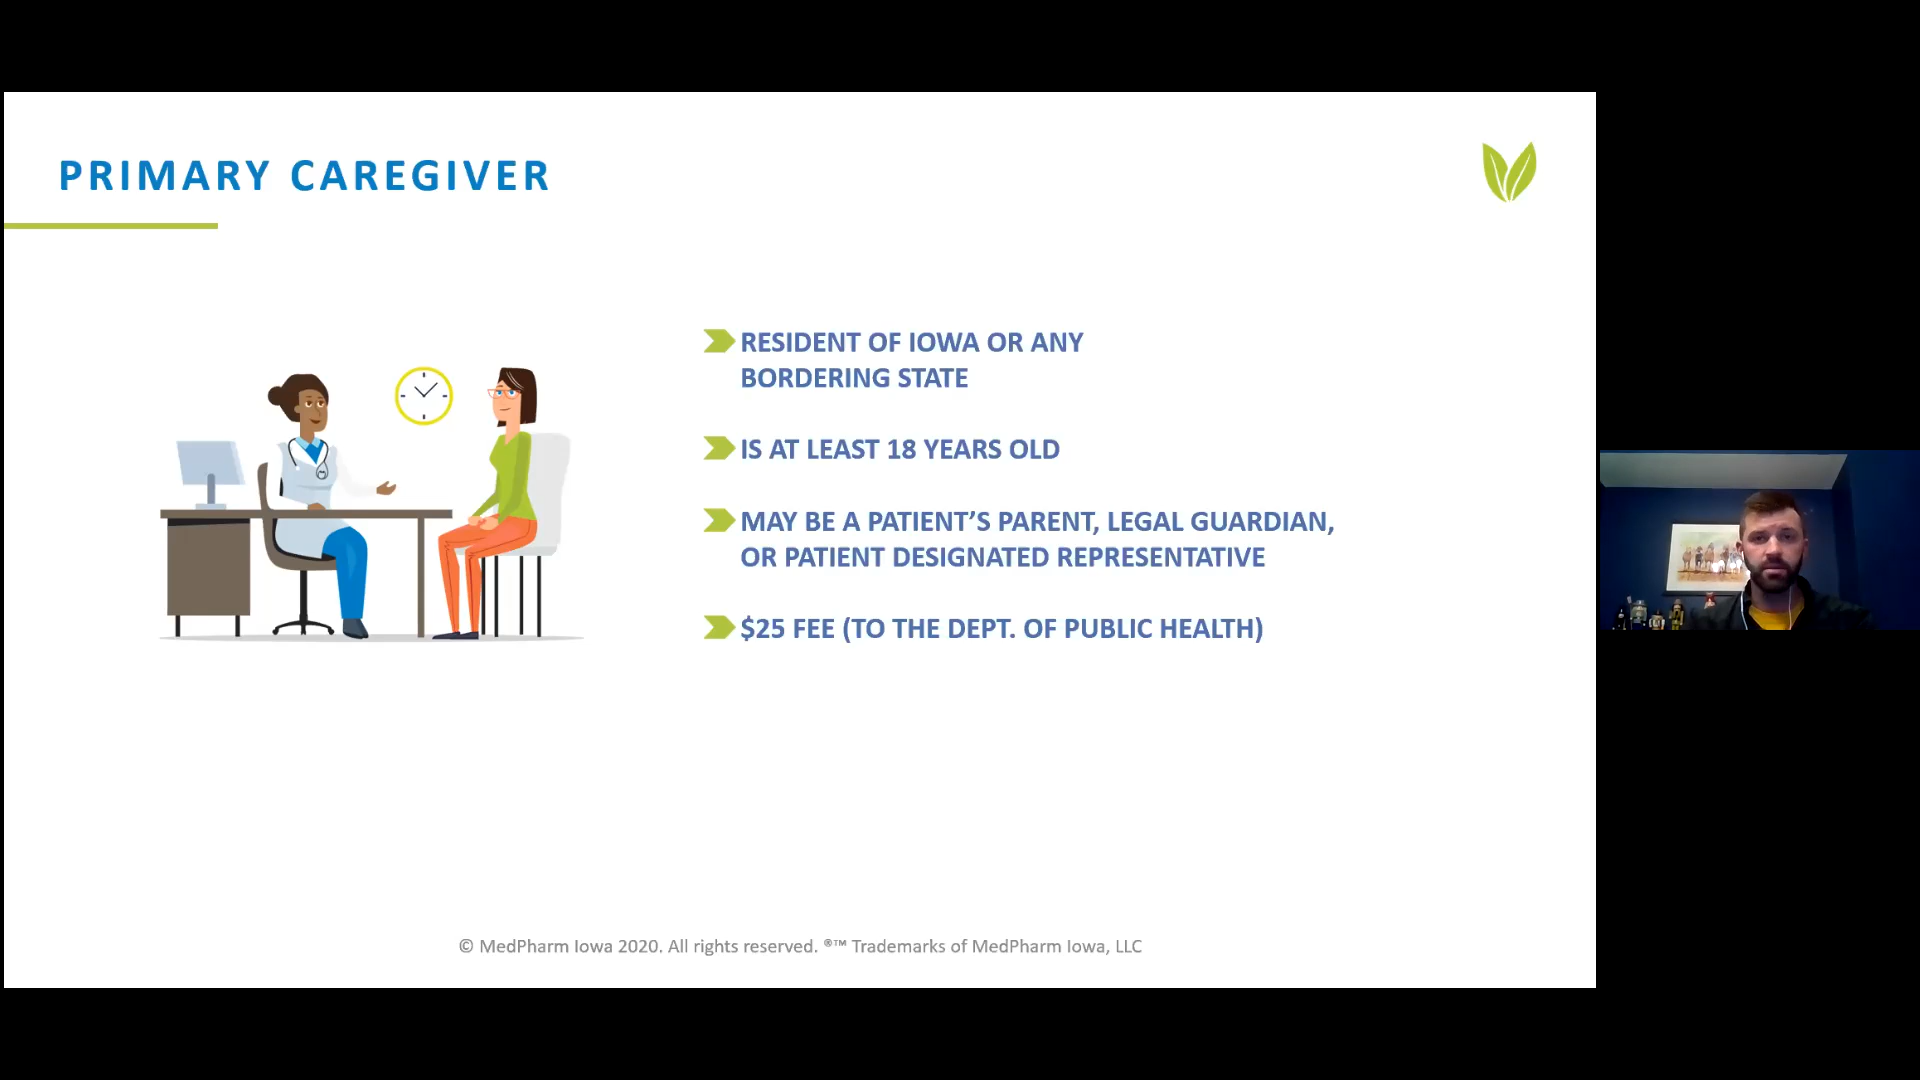 PRIMARY CAREGIVER
RESIDENT OF IOWA OR ANY
BORDERING STATE
IS AT LEAST 18 YEARS OLD
MAY BE A PATIENT’S PARENT, LEGAL GUARDIAN,
OR PATIENT DESIGNATED REPRESENTATIVE
$25 FEE (TO THE DEPT. OF PUBLIC HEALTH)
© MedPharm Iowa 2020. All rights reserved. ®™ Trademarks of MedPharm Iowa, LLC